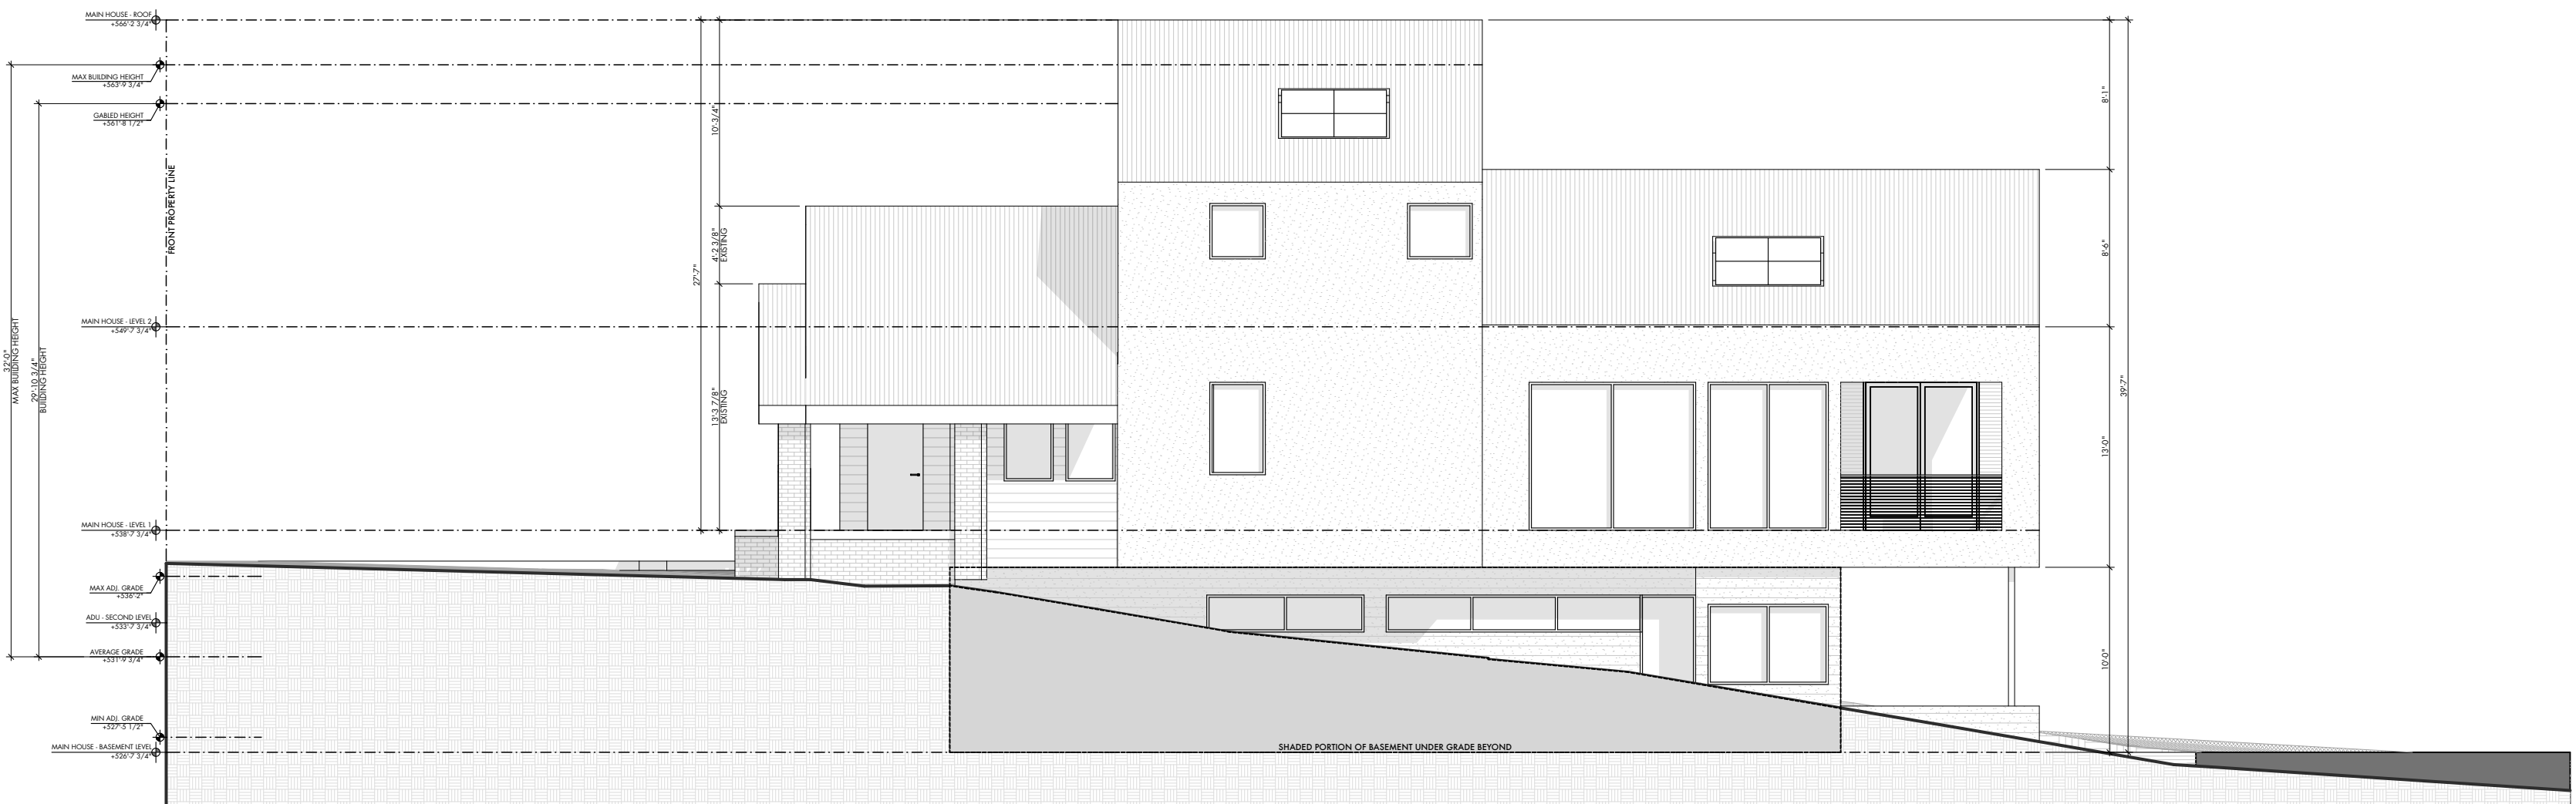 MAIN HOUSE - ROOF
+566'-2 3/4"
MAX BUILDING HEIGHT
+563'-9 3/4"
GABLED HEIGHT
+561'-8 1/2"
FRONT PROPERTY LINE
MAIN HOUSE - LEVEL 2
+549'-7 3/4"
32'-0"
MAX BUILDING HEIGHT
29'-10 3/4"
BUILDING HEIGHT
MAIN HOUSE - LEVEL 1
+538'-7 3/4"
MAX ADJ. GRADE
+536'-2"
ADU - SECOND LEVEL
+533'-7 3/4"
AVERAGE GRADE
+531'-9 3/4"
MIN ADJ. GRADE
+527'-5 1/2"
MAIN HOUSE - BASEMENT LEVEL
+526'-7 3/4"
27'-7"
10'-3/4"
4'-2 3/8"
EXISTING
13'-3 7/8"
EXISTING
SHADED PORTION OF BASEMENT UNDER GRADE BEYOND
8'-1"
8'-6"
13'-0"
10'-0"
39'-7"